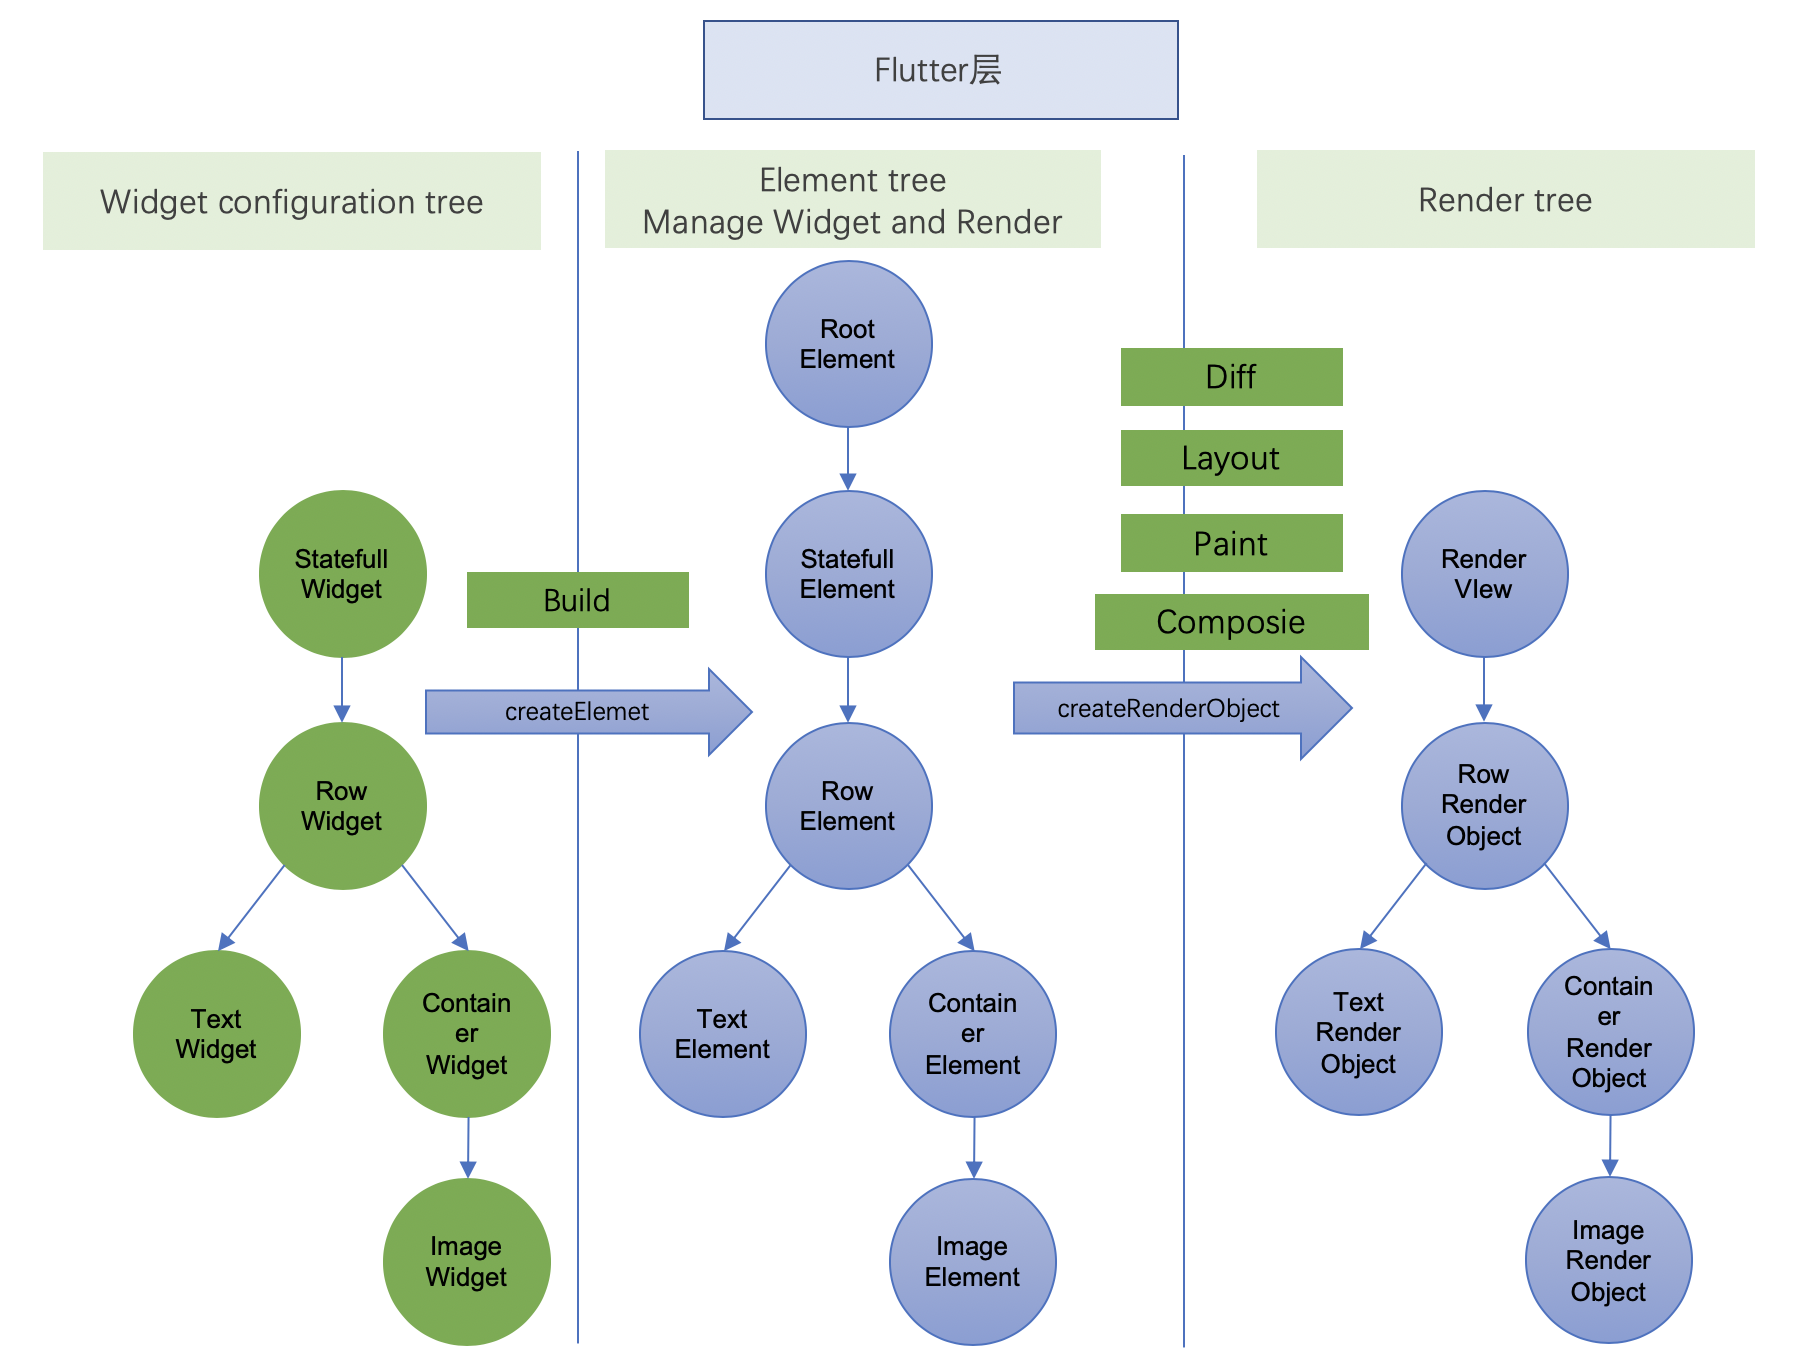 Flutter层
Widget configuration tree
Element tree
Manage Widget and Render
Render tree
Statefull
Widget
Row
Widget
Text
Widget
Contain
er
Widget
Image
Widget
Build
createElemet
Root
Element
Statefull
Element
Row
Element
Text
Element
Contain
er
Element
Image
Element
Diff
Layout
Paint
Composie
createRenderObject
Render
VIew
Row
Render
Object
Text
Render
Object
Contain
er
Render
Object
Image
Render
Object